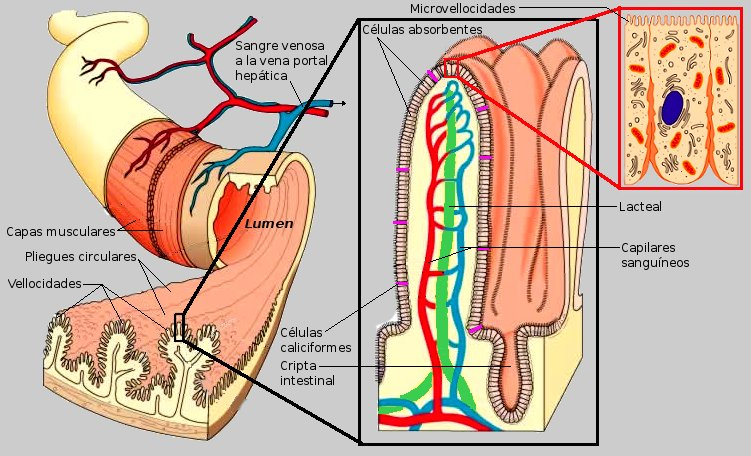 Microvellocidades
Células absorbentes
Sangre venosa
a la vena portal
hepática
Lumen
Lacteal
Capas musculares
Capilares
sanguíneos
Pliegues circulares
Vellocidades
Células
caliciformes
Cripta
intestinal